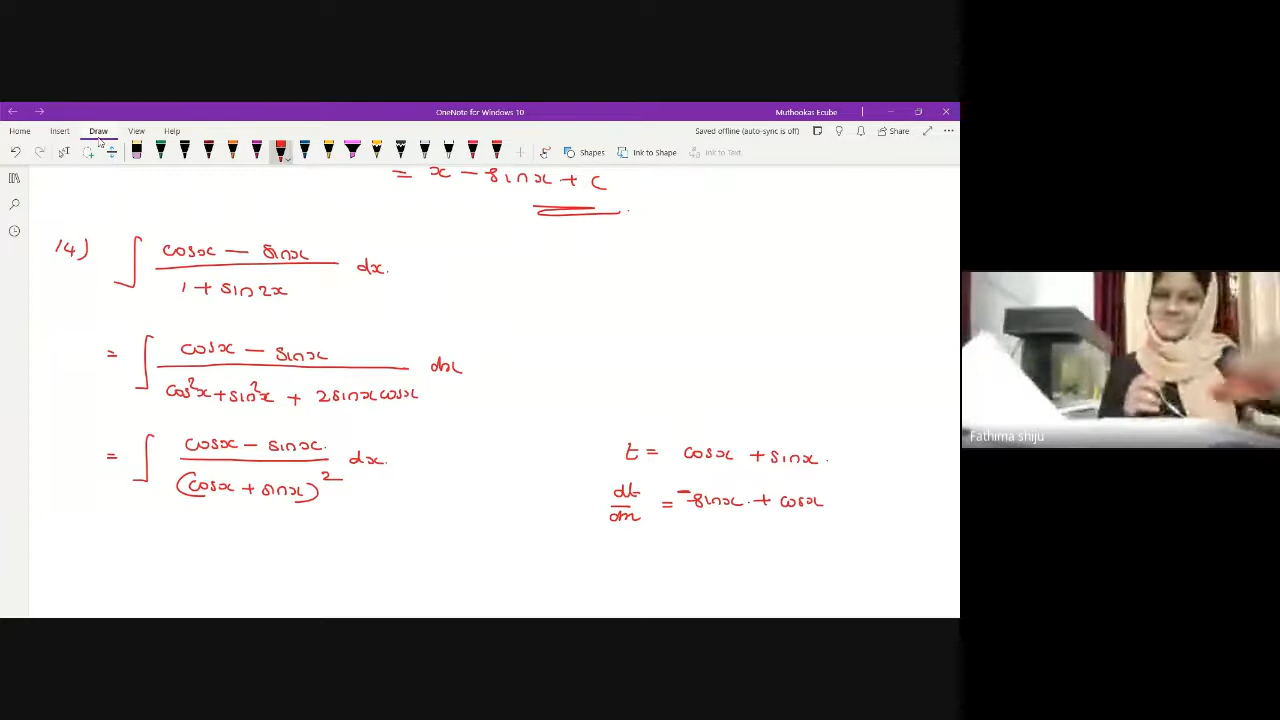 OneNote for Windows 10
Muthookas Ecube
Home Insert Draw View Help
Saved offline (auto-sync is off)
Share
Shapes
Ink to Shape
Ink to Text
= x - sinx + c
14) ∫ (cosx - sinx)/(1 + sin2x) dx.
= ∫ (cosx - sinx)/(cos²x + sin²x + 2sinxcosx) dx
= ∫ (cosx - sinx.)/(cosx + sinx)² dx.
t = cosx + sinx.
dt/dx = -sinx. + cosx
Fathima shiju